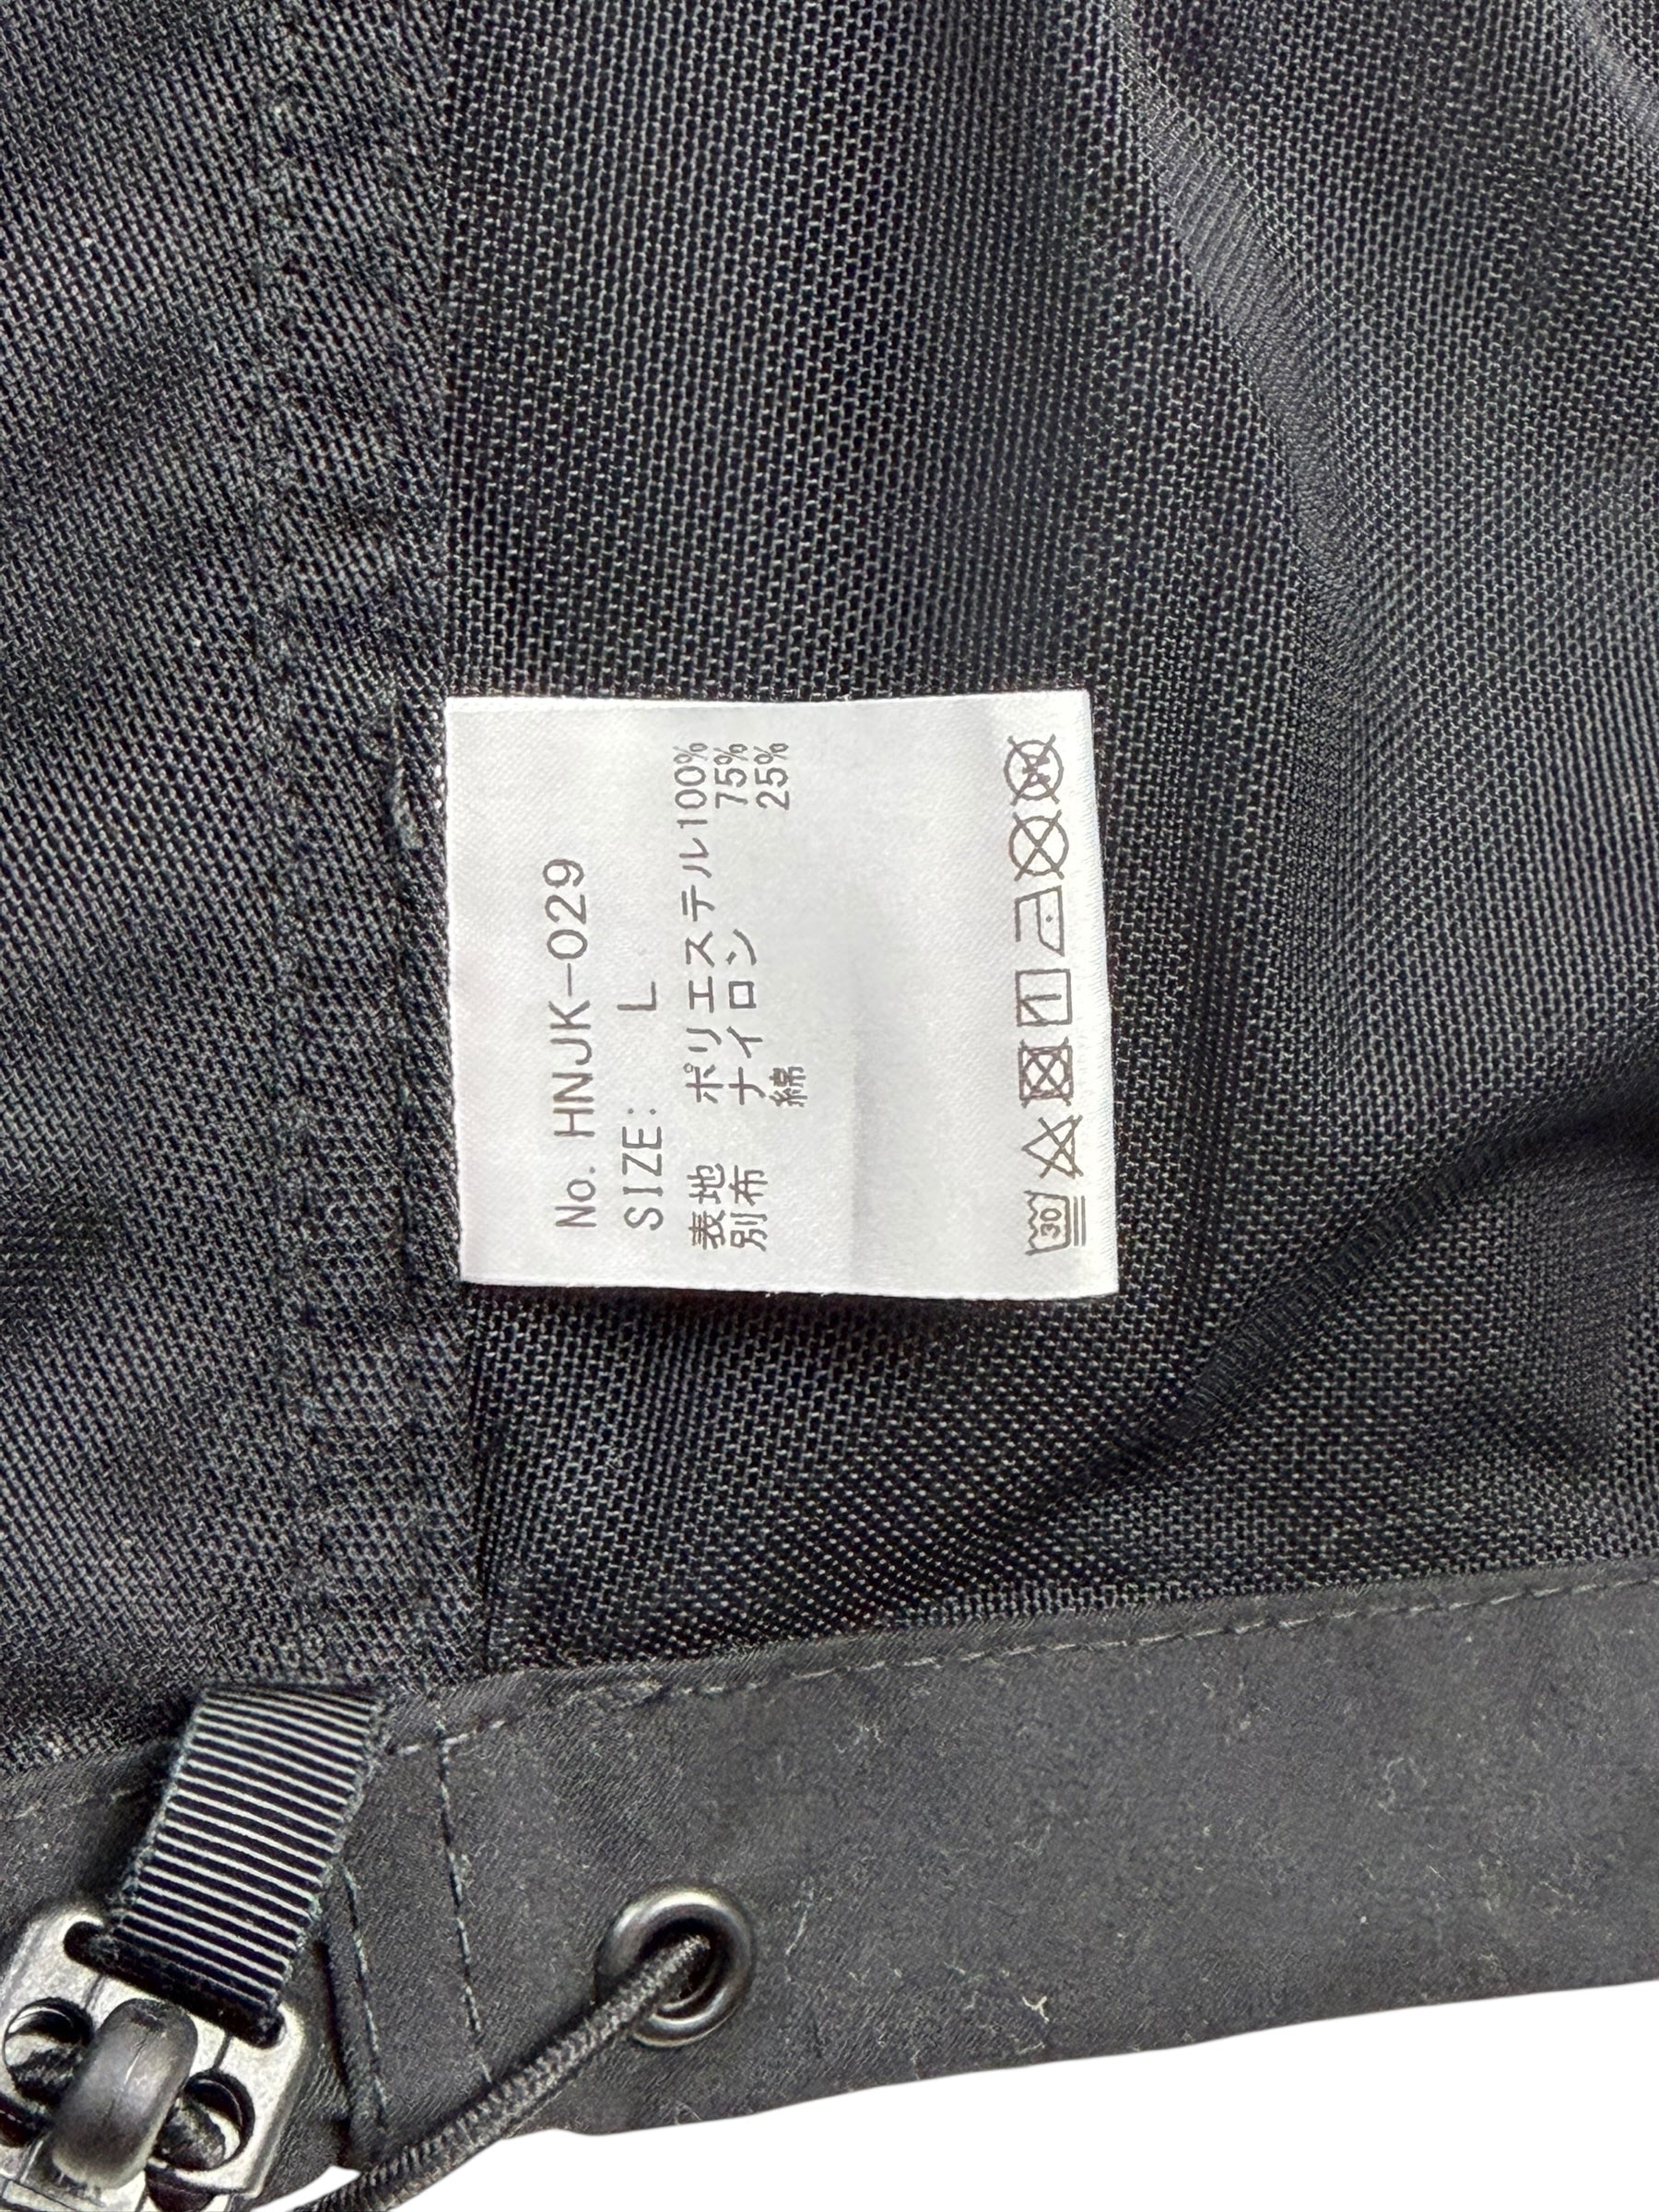 No. HNJK-029
SIZE: L
表地 ポリエステル100%
別布 ナイロン 75%
綿 25%
30
W